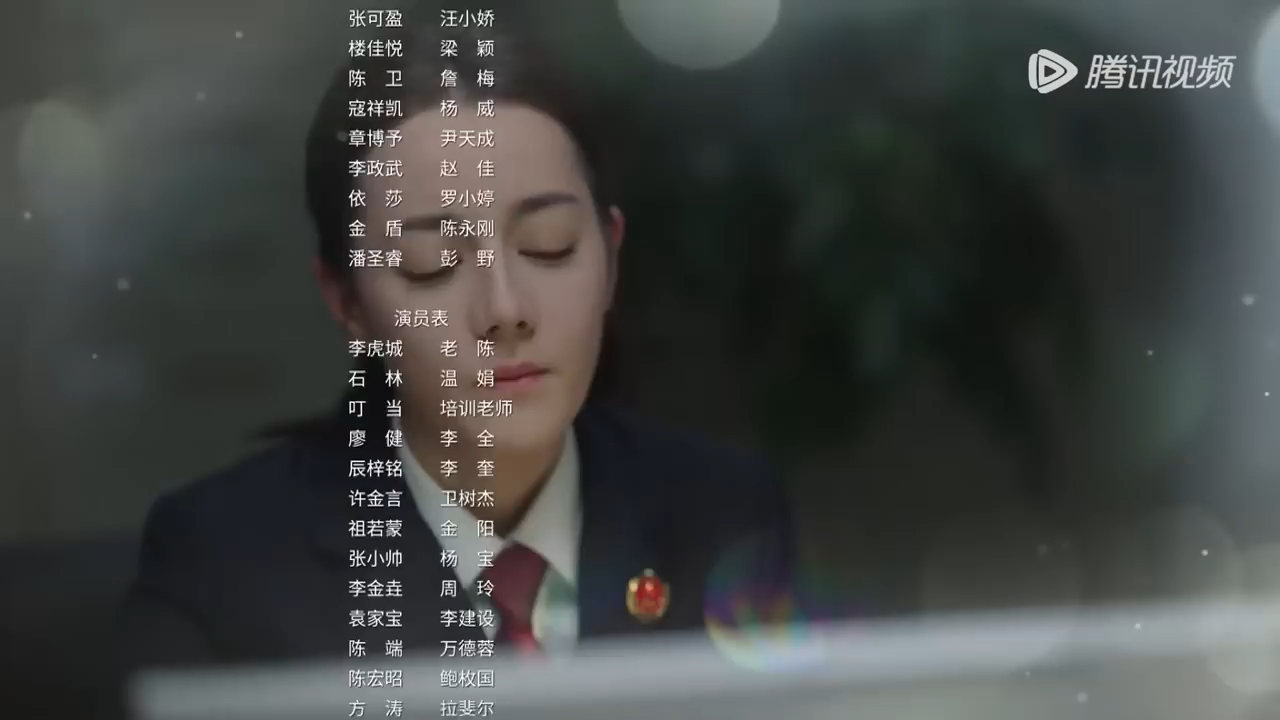 张可盈 汪小娇
腾讯视频
楼佳悦 梁颖
陈卫 詹梅
寇祥凯 杨威
章博予 尹天成
李政武 赵佳
依莎 罗小婷
金盾 陈永刚
潘圣睿 彭野
演员表
李虎城 老陈
石林 温娟
叮当 培训老师
廖健 李全
辰梓铭 李奎
许金言 卫树杰
祖若蒙 金阳
张小帅 杨宝
李金垚 周玲
袁家宝 李建设
陈端 万德蓉
陈宏昭 鲍枚国
方涛 拉斐尔